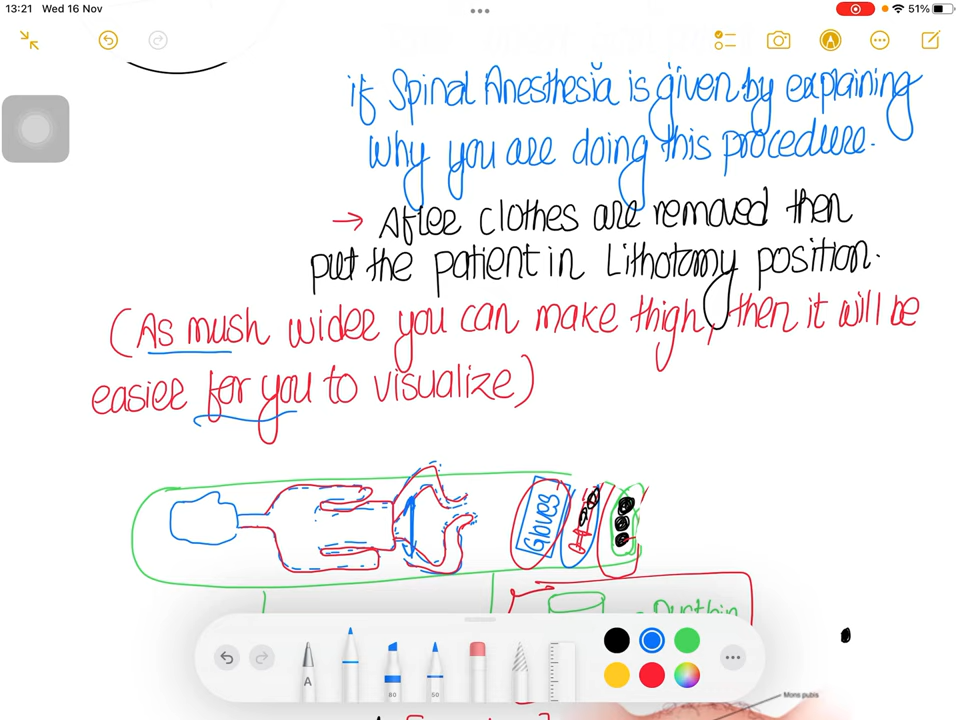 13:21 Wed 16 Nov
51%
if Spinal Anesthesia is given by explaining
why you are doing this procedure.
→ After clothes are removed then
put the patient in Lithotomy position.
(As mush wider you can make thigh, then it will be
easier for you to visualize)
Gloves
A
80
50
Mons pubis